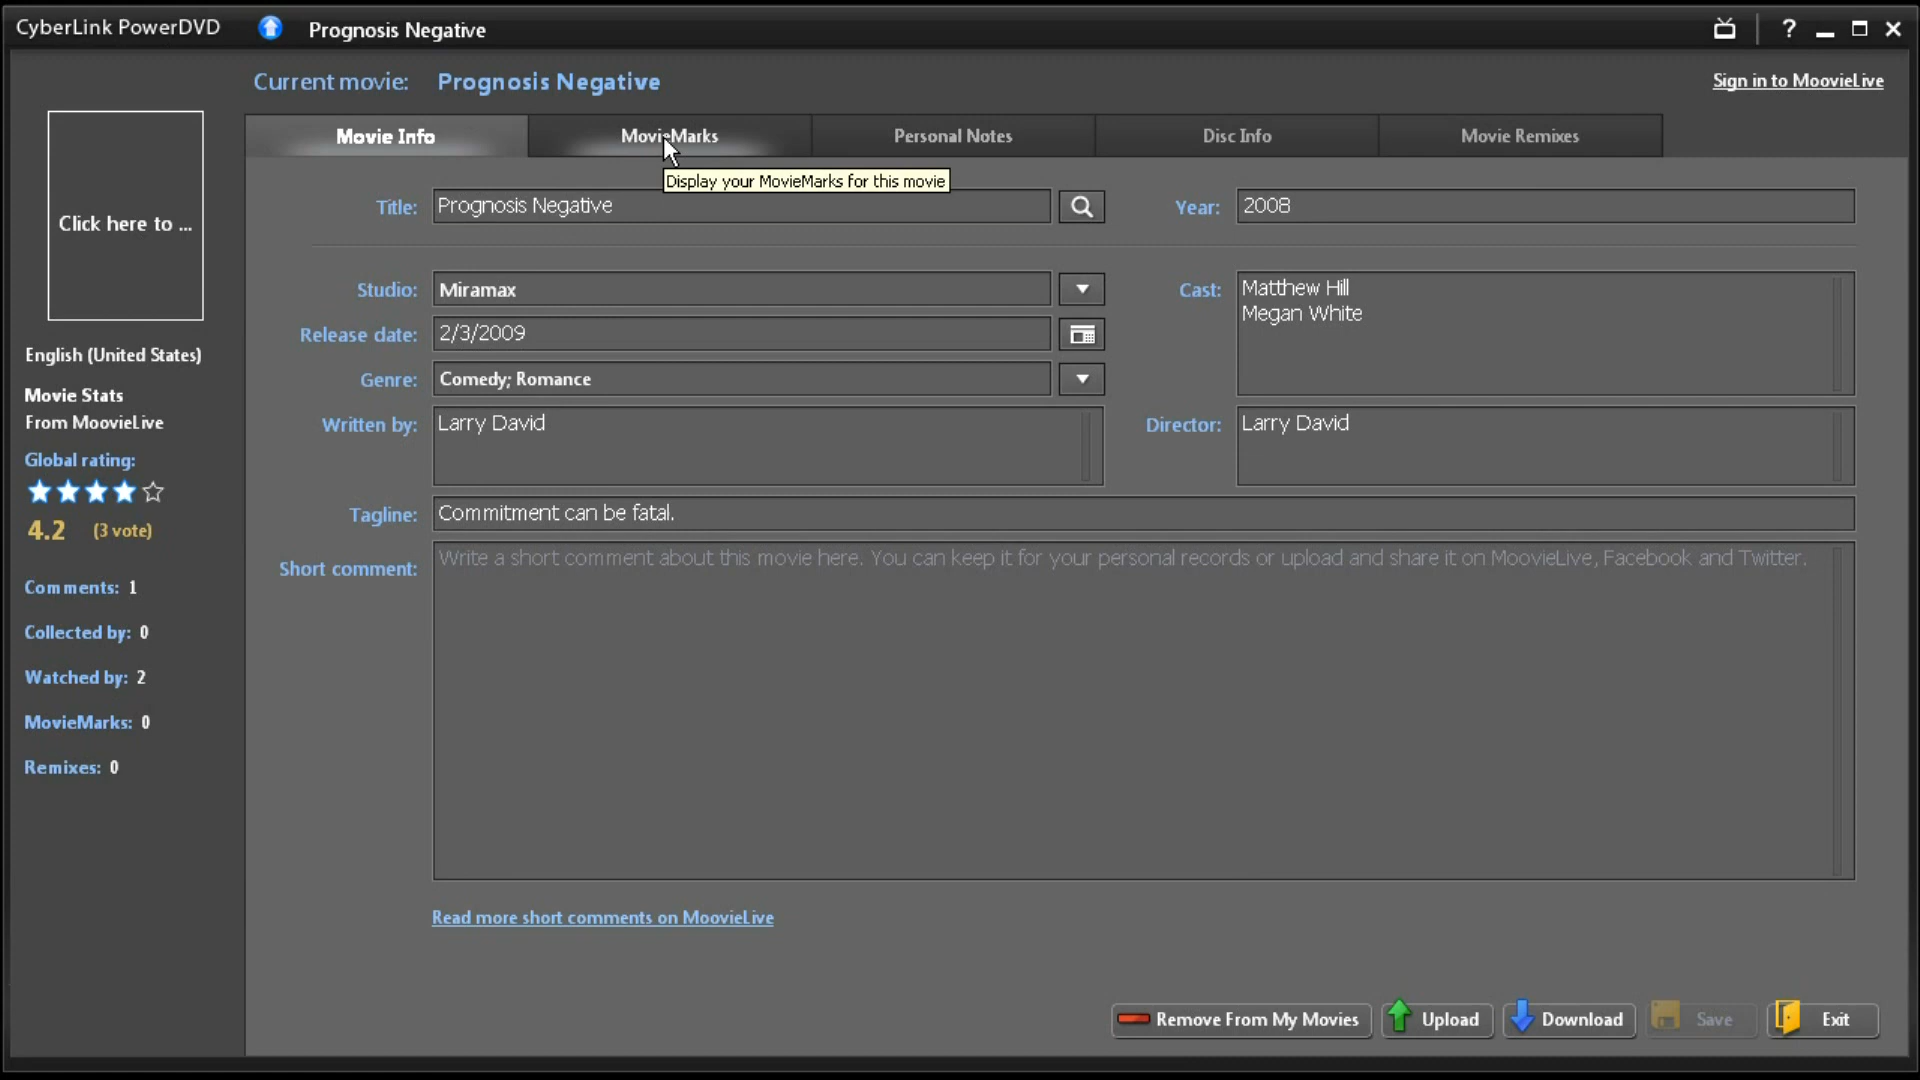 CyberLink PowerDVD
Prognosis Negative
?
Current movie: Prognosis Negative
Sign in to MoovieLive
Movie Info
MovieMarks
Personal Notes
Disc Info
Movie Remixes
Display your MovieMarks for this movie
Click here to ...
English (United States)
Movie Stats
From MoovieLive
Global rating:
4.2 (3 vote)
Comments: 1
Collected by: 0
Watched by: 2
MovieMarks: 0
Remixes: 0
Title: Prognosis Negative
Year: 2008
Studio: Miramax
Cast: Matthew Hill
Megan White
Release date: 2/3/2009
Genre: Comedy; Romance
Written by: Larry David
Director: Larry David
Tagline: Commitment can be fatal.
Short comment: Write a short comment about this movie here. You can keep it for your personal records or upload and share it on MoovieLive, Facebook and Twitter.
Read more short comments on MoovieLive
Remove From My Movies
Upload
Download
Save
Exit